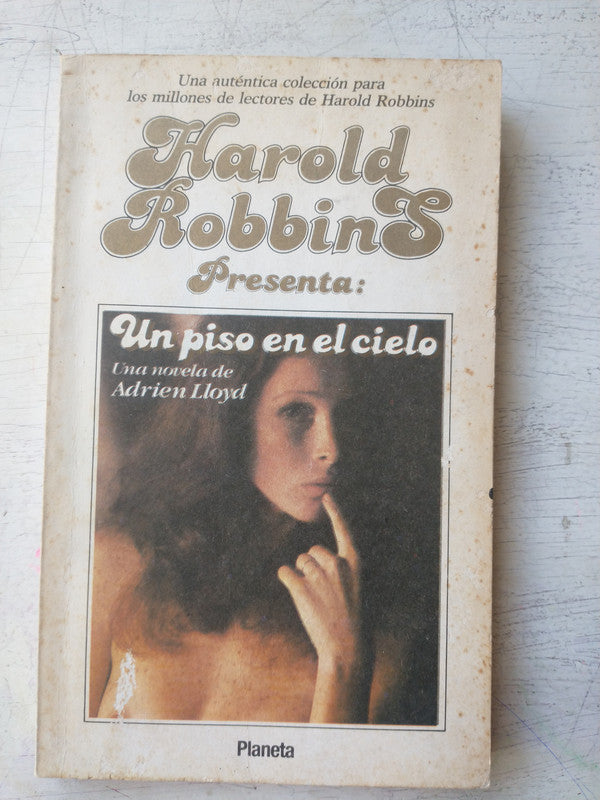 Una auténtica colección para
los millones de lectores de Harold Robbins
Harold
Robbins
Presenta:
Un piso en el cielo
Una novela de
Adrien Lloyd
Planeta